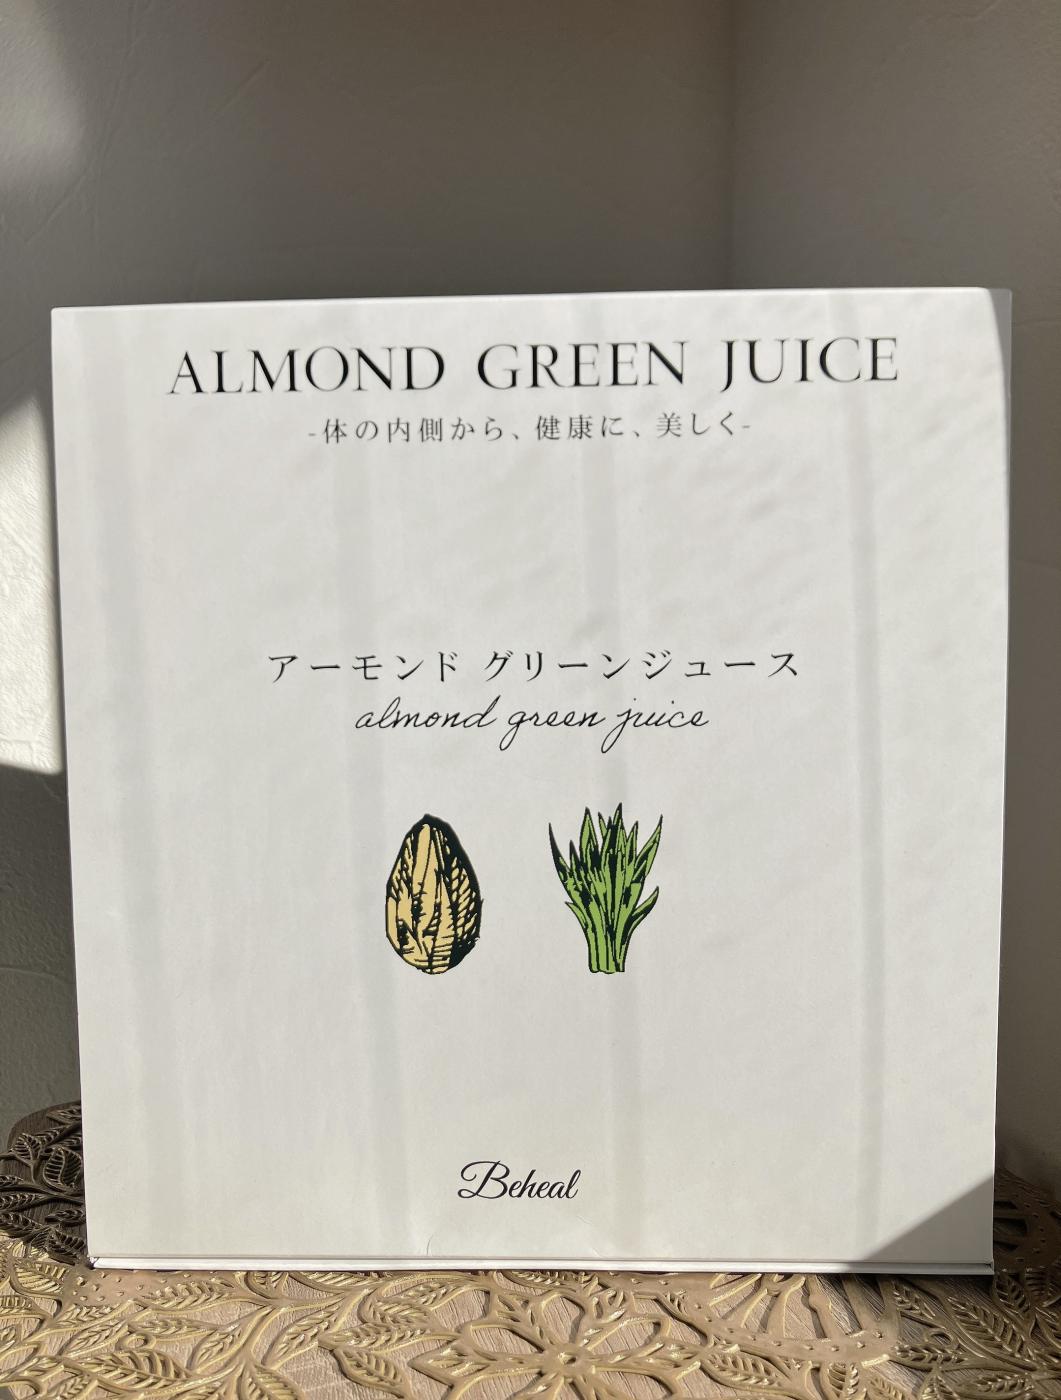 ALMOND GREEN JUICE
-体の内側から、健康に、美しく-
アーモンド グリーンジュース
almond green juice
Beheal